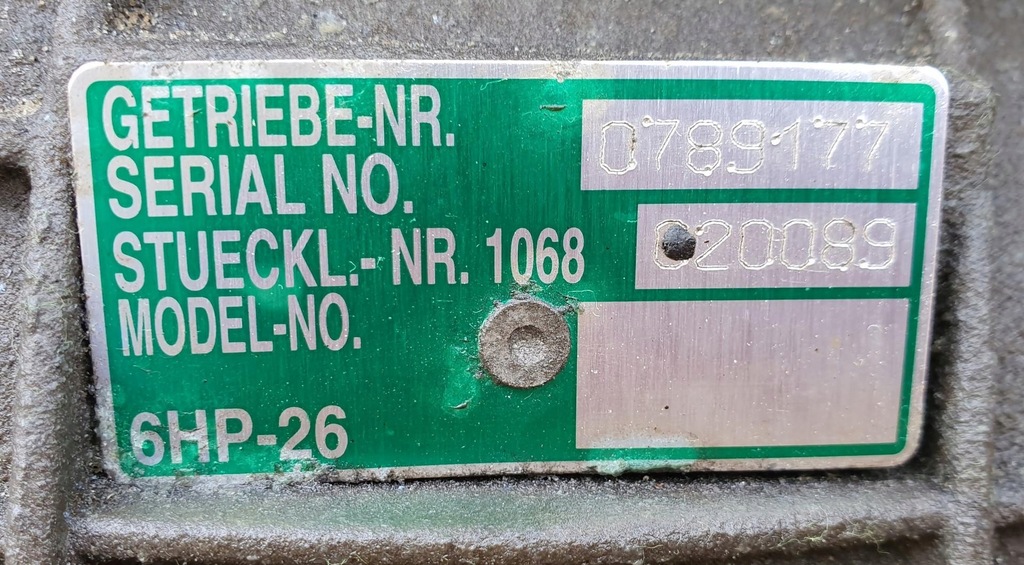 GETRIEBE-NR. 0789177
SERIAL NO.
STUECKL.- NR. 1068 020089
MODEL-NO.
6HP-26